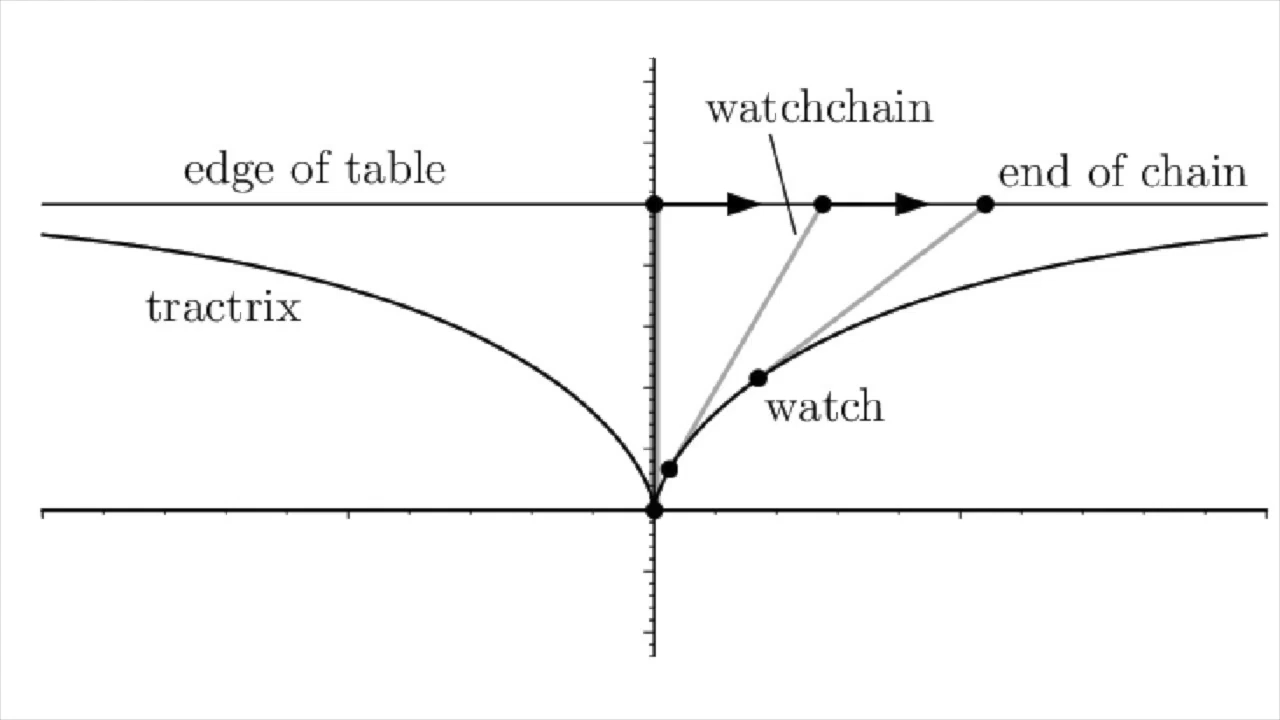 watchchain
edge of table
end of chain
tractrix
watch